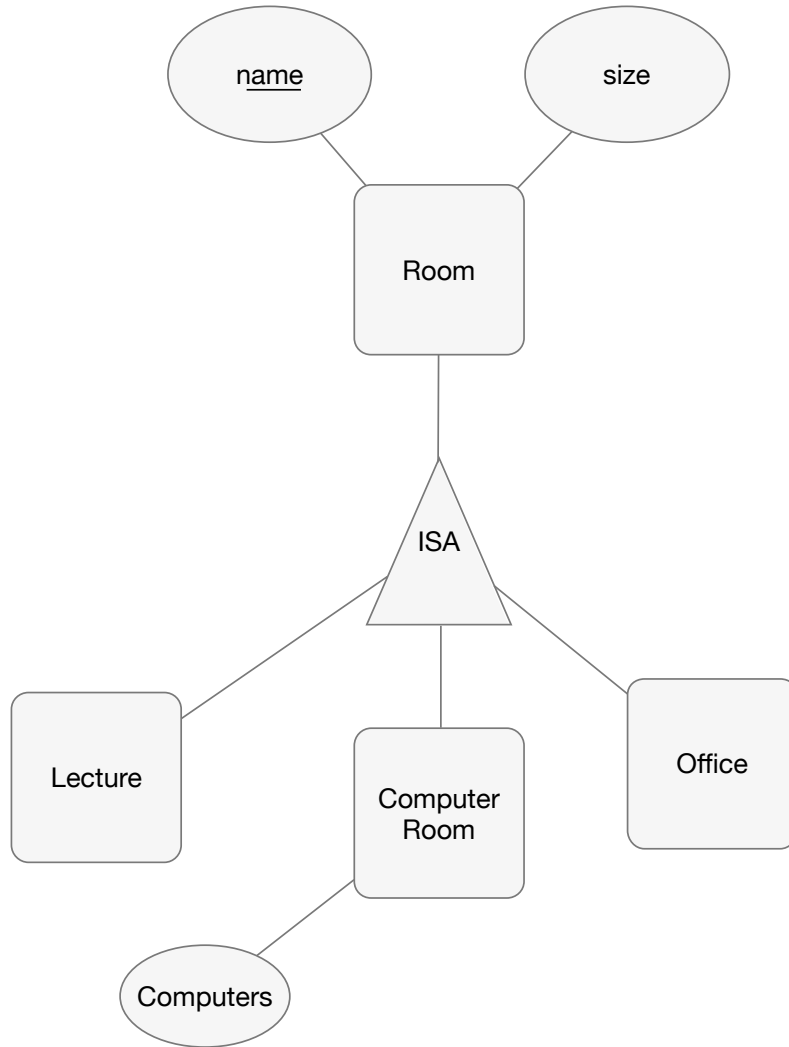 name
size
Room
ISA
Lecture
Computer
Room
Office
Computers